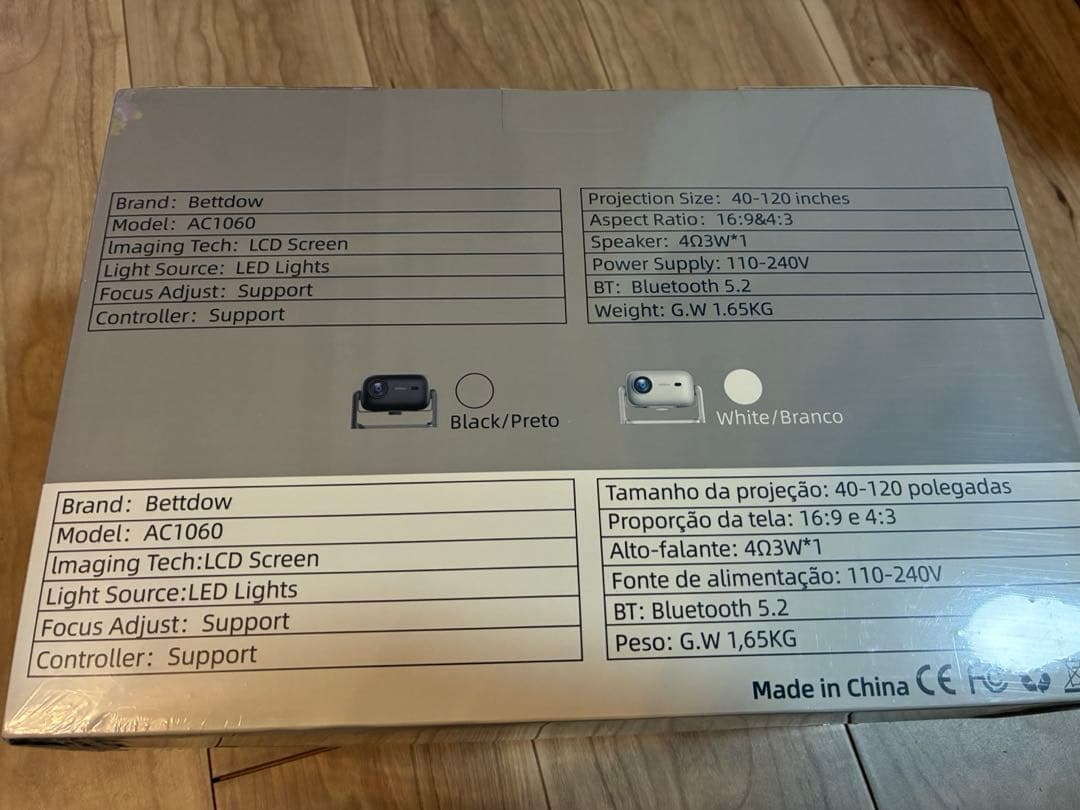 Brand: Bettdow
Model: AC1060
Imaging Tech: LCD Screen
Light Source: LED Lights
Focus Adjust: Support
Controller: Support
Projection Size: 40-120 inches
Aspect Ratio: 16:9&4:3
Speaker: 4Ω3W*1
Power Supply: 110-240V
BT: Bluetooth 5.2
Weight: G.W 1.65KG
Black/Preto
White/Branco
Brand: Bettdow
Model: AC1060
Imaging Tech:LCD Screen
Light Source:LED Lights
Focus Adjust: Support
Controller: Support
Tamanho da projeção: 40-120 polegadas
Proporção da tela: 16:9 e 4:3
Alto-falante: 4Ω3W*1
Fonte de alimentação: 110-240V
BT: Bluetooth 5.2
Peso: G.W 1,65KG
Made in China CE FC